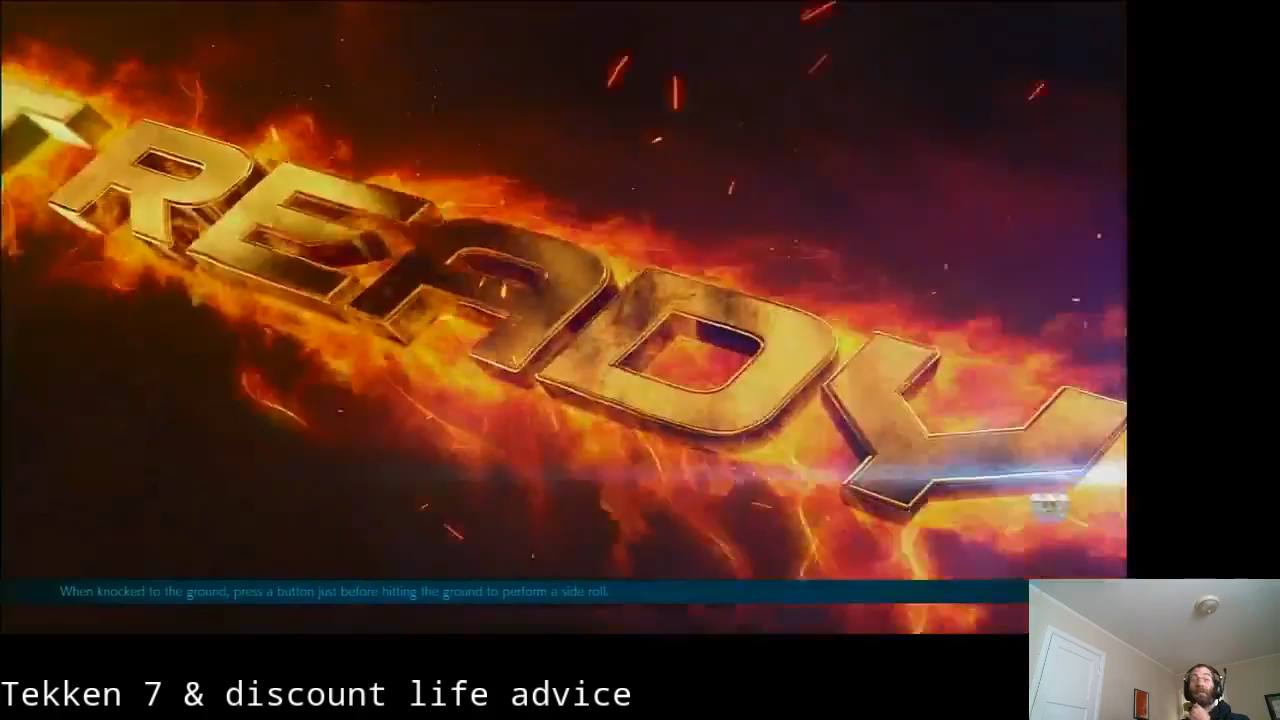 READY
When knocked to the ground, press a button just before hitting the ground to perform a side roll.
Tekken 7 & discount life advice